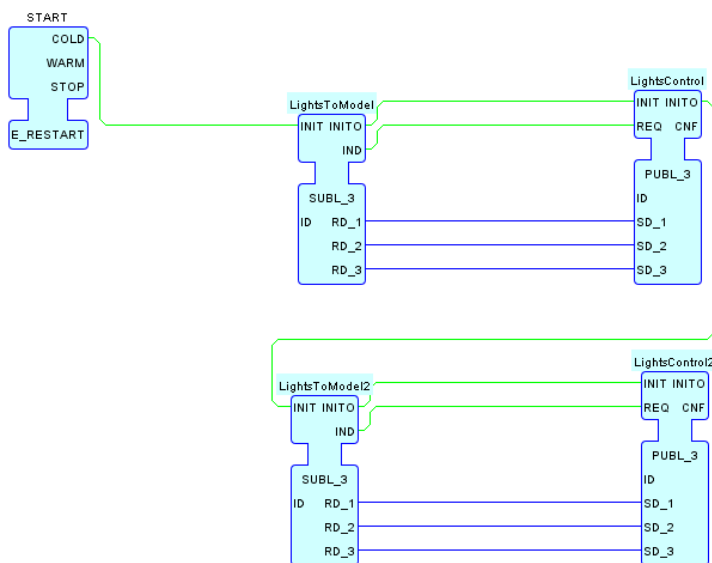 START
COLD
WARM
STOP
E_RESTART
LightsToModel
INIT INITO
IND
SUBL_3
ID RD_1
RD_2
RD_3
LightsControl
INIT INITO
REQ CNF
PUBL_3
ID
SD_1
SD_2
SD_3
LightsToModel2
INIT INITO
IND
SUBL_3
ID RD_1
RD_2
RD_3
LightsControl2
INIT INITO
REQ CNF
PUBL_3
ID
SD_1
SD_2
SD_3